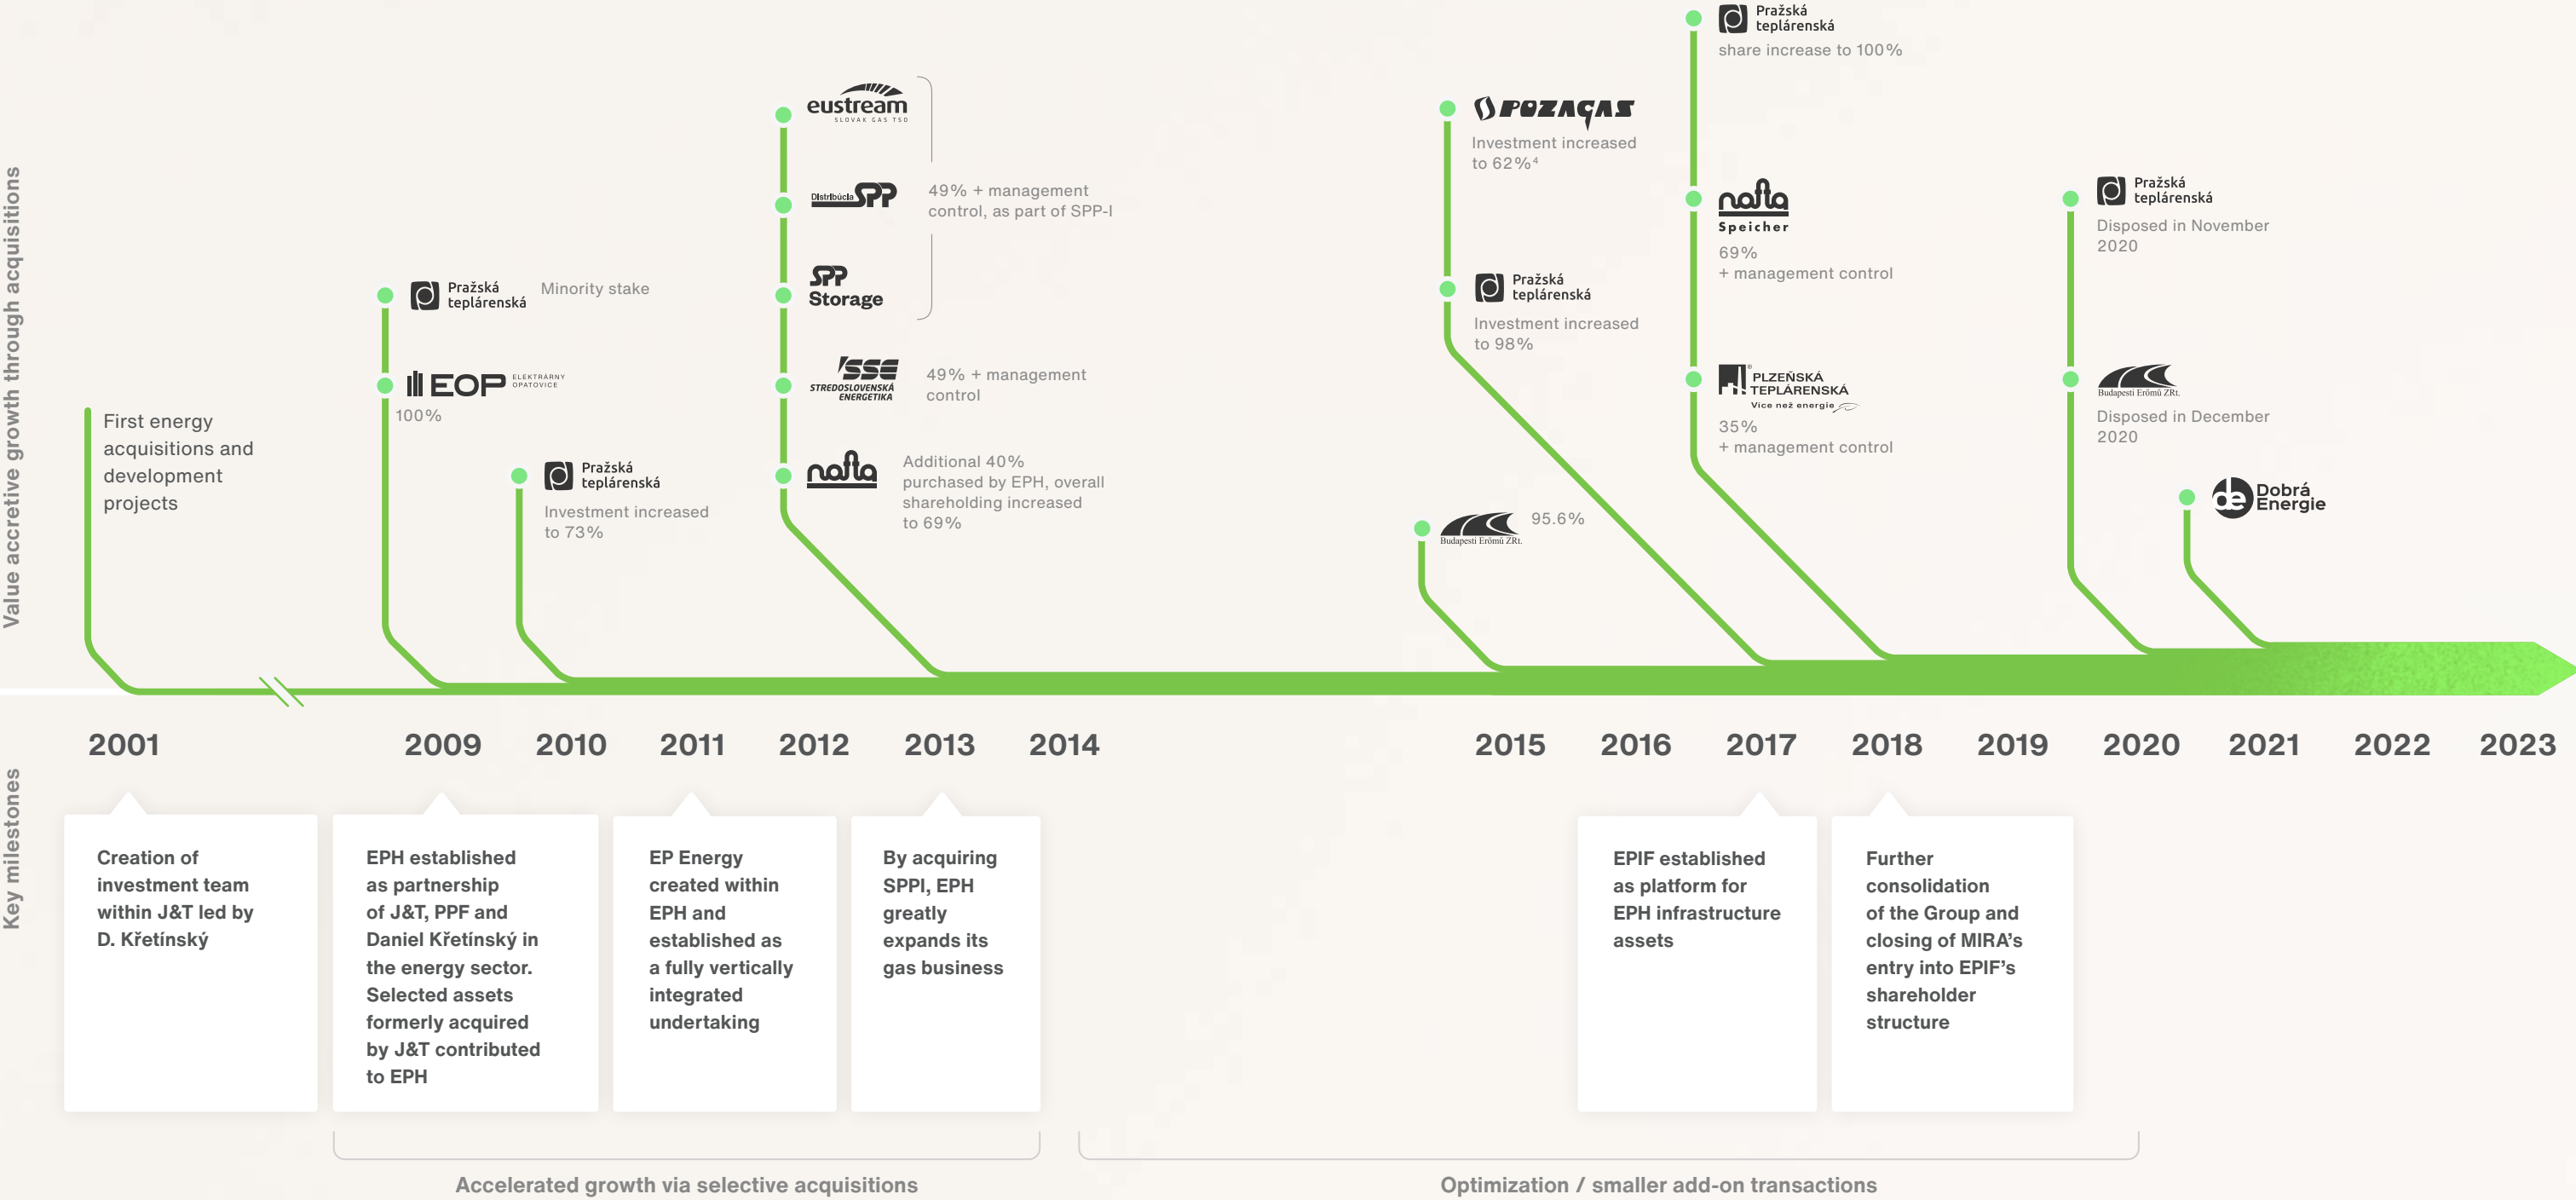 Value accretive growth through acquisitions
First energy
acquisitions and
development
projects
Pražská
teplárenská
Minority stake
EOP
ELEKTRÁRNY
OPATOVICE
100%
Pražská
teplárenská
Investment increased
to 73%
eustream
SLOVAK GAS TSO
Distribúcia SPP
49% + management
control, as part of SPP-I
SPP
Storage
SSE
STREDOSLOVENSKÁ
ENERGETIKA
49% + management
control
nafta
Additional 40%
purchased by EPH, overall
shareholding increased
to 69%
Budapesti Erőmű ZRt.
95.6%
POZAGAS
Investment increased
to 62%⁴
Pražská
teplárenská
Investment increased
to 98%
Pražská
teplárenská
share increase to 100%
nafta
Speicher
69%
+ management control
PLZEŇSKÁ
TEPLÁRENSKÁ®
Více než energie
35%
+ management control
Pražská
teplárenská
Disposed in November
2020
Budapesti Erőmű ZRt.
Disposed in December
2020
de Dobrá
Energie
2001 2009 2010 2011 2012 2013 2014 2015 2016 2017 2018 2019 2020 2021 2022 2023
Key milestones
Creation of
investment team
within J&T led by
D. Křetínský
EPH established
as partnership
of J&T, PPF and
Daniel Křetínský in
the energy sector.
Selected assets
formerly acquired
by J&T contributed
to EPH
EP Energy
created within
EPH and
established as
a fully vertically
integrated
undertaking
By acquiring
SPPI, EPH
greatly
expands its
gas business
EPIF established
as platform for
EPH infrastructure
assets
Further
consolidation
of the Group and
closing of MIRA’s
entry into EPIF’s
shareholder
structure
Accelerated growth via selective acquisitions
Optimization / smaller add-on transactions